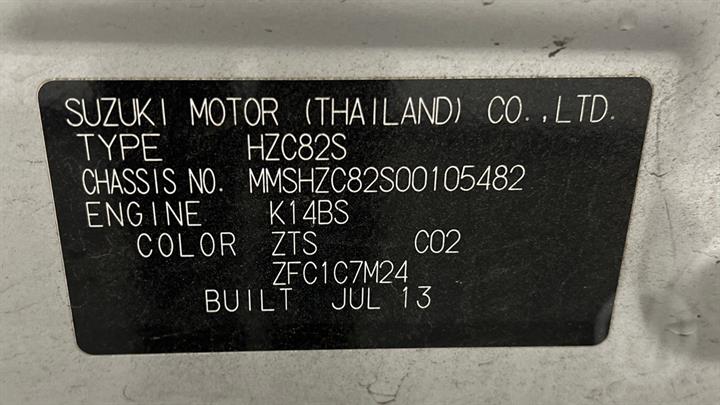 SUZUKI MOTOR (THAILAND) CO.,LTD.
TYPE HZC82S
CHASSIS NO. MMSHZC82S00105482
ENGINE K14BS
COLOR ZTS C02
ZFC1C7M24
BUILT JUL 13